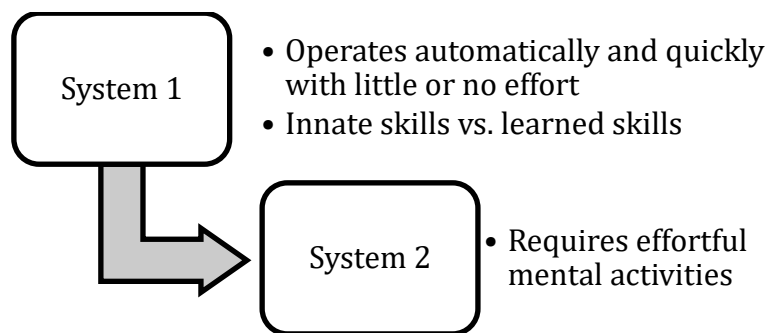 System 1
• Operates automatically and quickly
with little or no effort
• Innate skills vs. learned skills
System 2
• Requires effortful
mental activities